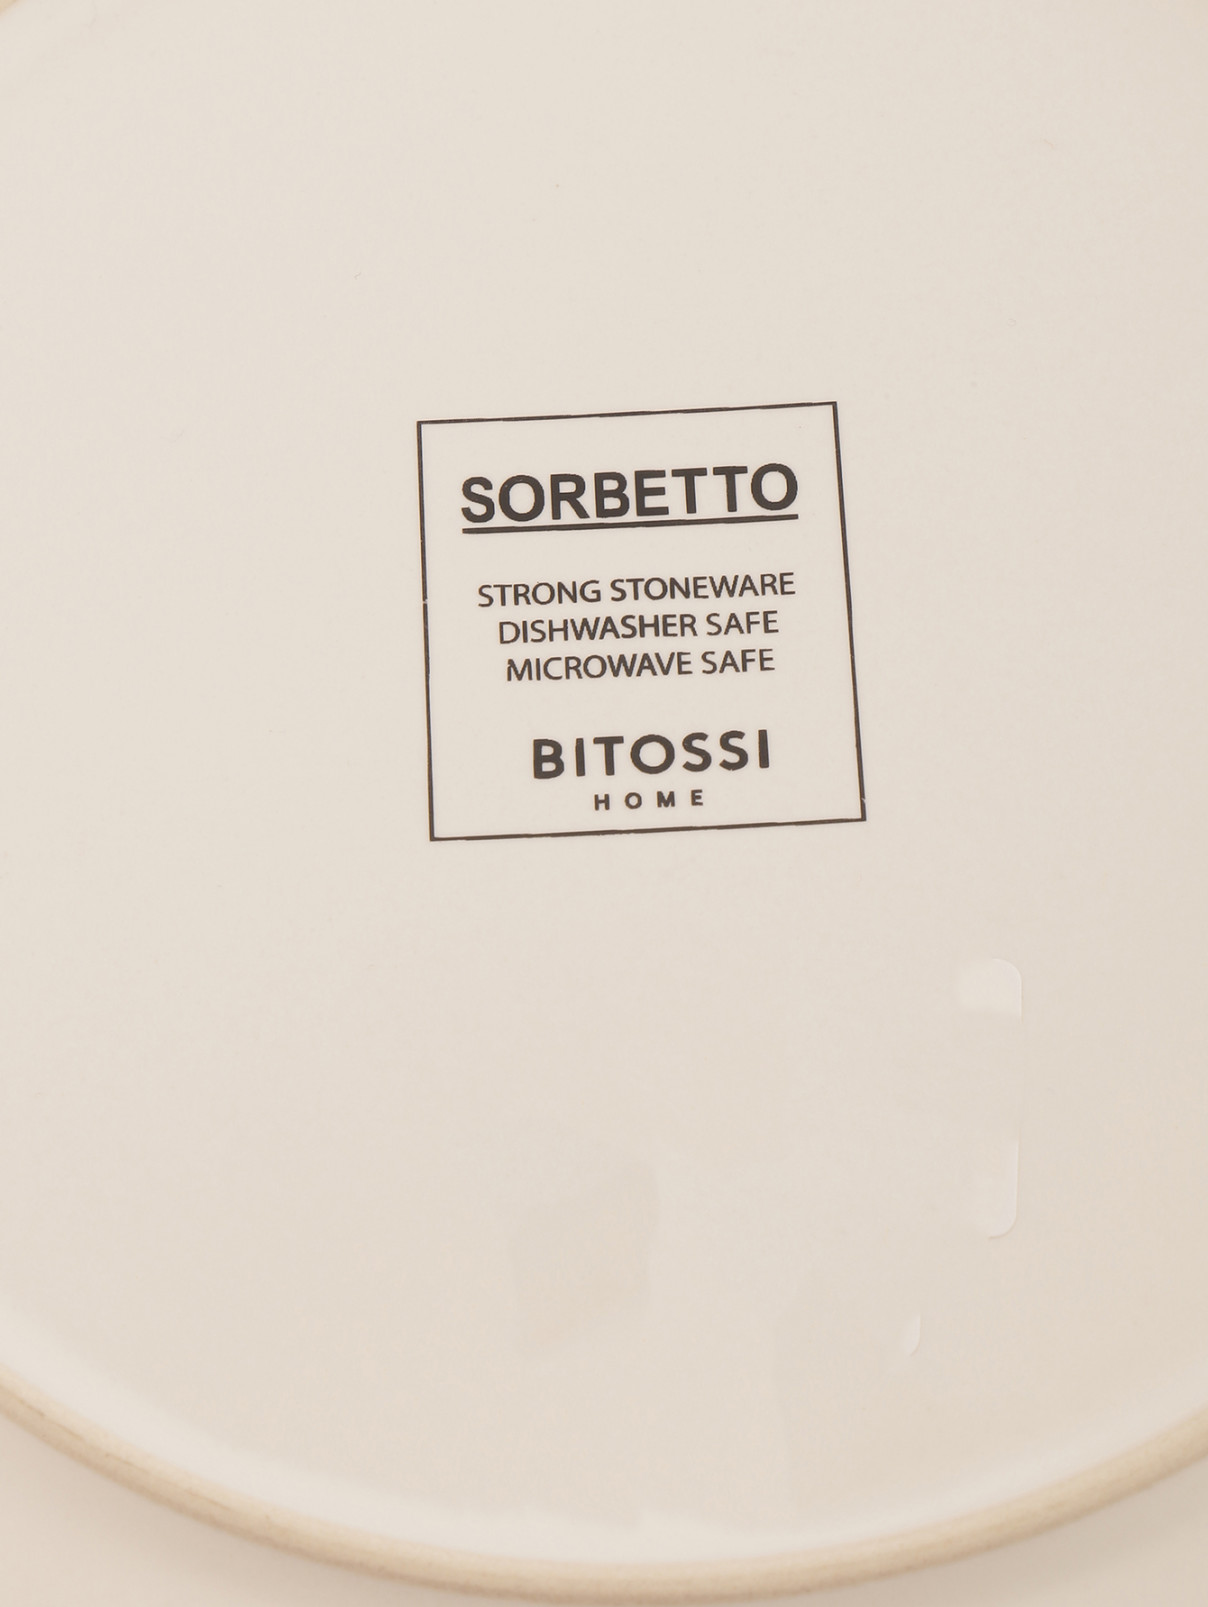 SORBETTO
STRONG STONEWARE
DISHWASHER SAFE
MICROWAVE SAFE
BITOSSI
HOME